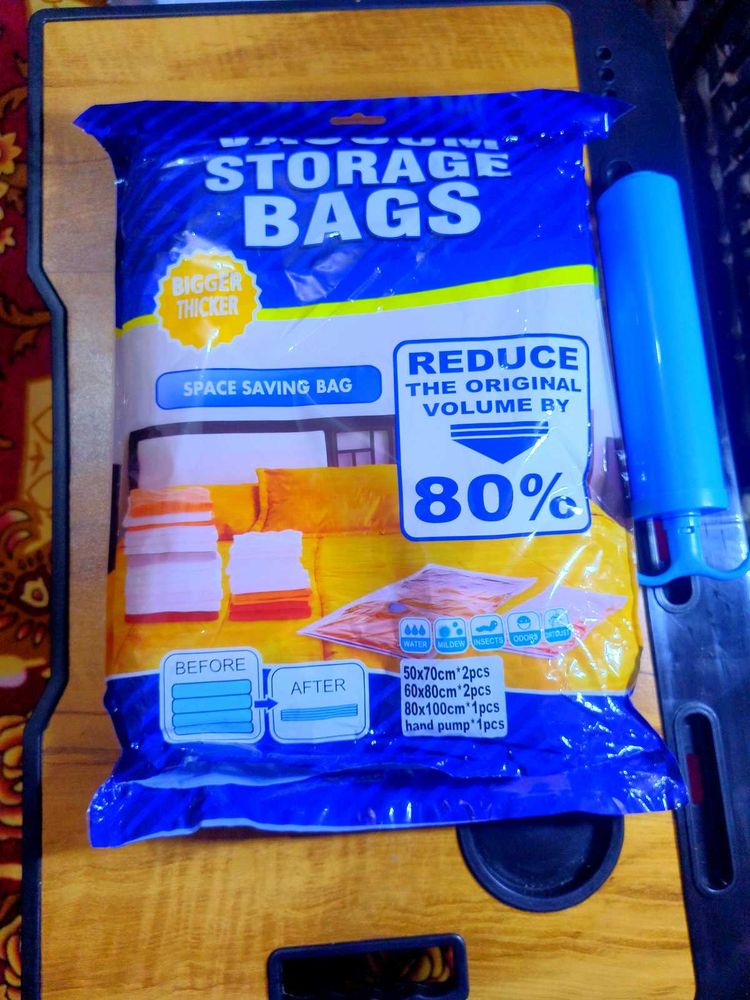 VACUUM
STORAGE
BAGS
BIGGER
THICKER
SPACE SAVING BAG
REDUCE
THE ORIGINAL
VOLUME BY
80%
WATER
MILDEW
INSECTS
ODORS
BEFORE
AFTER
50x70cm*2pcs
60x80cm*2pcs
80x100cm*1pcs
hand pump*1pcs